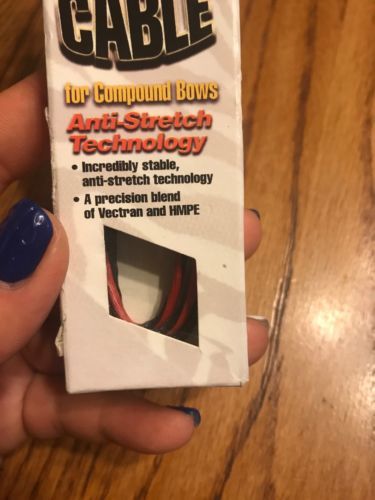 CABLE
for Compound Bows
Anti-Stretch
Technology
• Incredibly stable,
anti-stretch technology
• A precision blend
of Vectran and HMPE